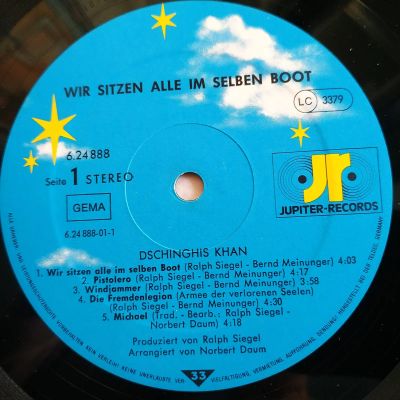 WIR SITZEN ALLE IM SELBEN BOOT
LC 3379
6.24 888
Seite 1 STEREO
GEMA
6.24 888-01-1
jr
JUPITER-RECORDS
DSCHINGHIS KHAN
1. Wir sitzen alle im selben Boot (Ralph Siegel - Bernd Meinunger) 4:03
2. Pistolero (Ralph Siegel - Bernd Meinunger) 4:17
3. Windjammer (Ralph Siegel - Bernd Meinunger) 3:58
4. Die Fremdenlegion (Armee der verlorenen Seelen)
(Ralph Siegel - Bernd Meinunger) 4:30
5. Michael (Trad. - Bearb.: Ralph Siegel -
Norbert Daum) 4:18
Produziert von Ralph Siegel
Arrangiert von Norbert Daum
33